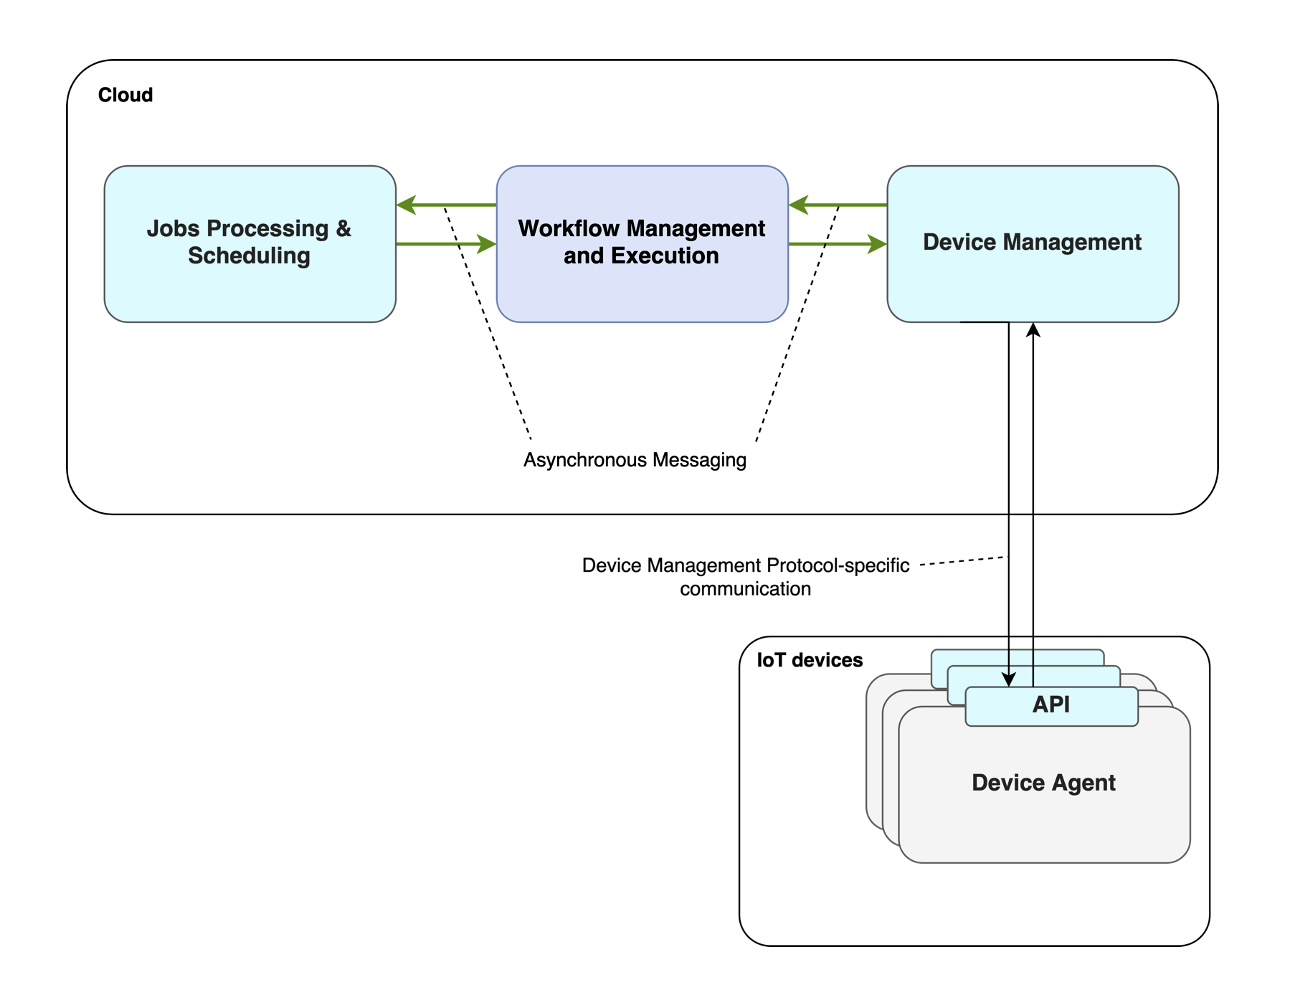 Cloud
Jobs Processing &
Scheduling
Workflow Management
and Execution
Device Management
Asynchronous Messaging
Device Management Protocol-specific
communication
IoT devices
API
Device Agent